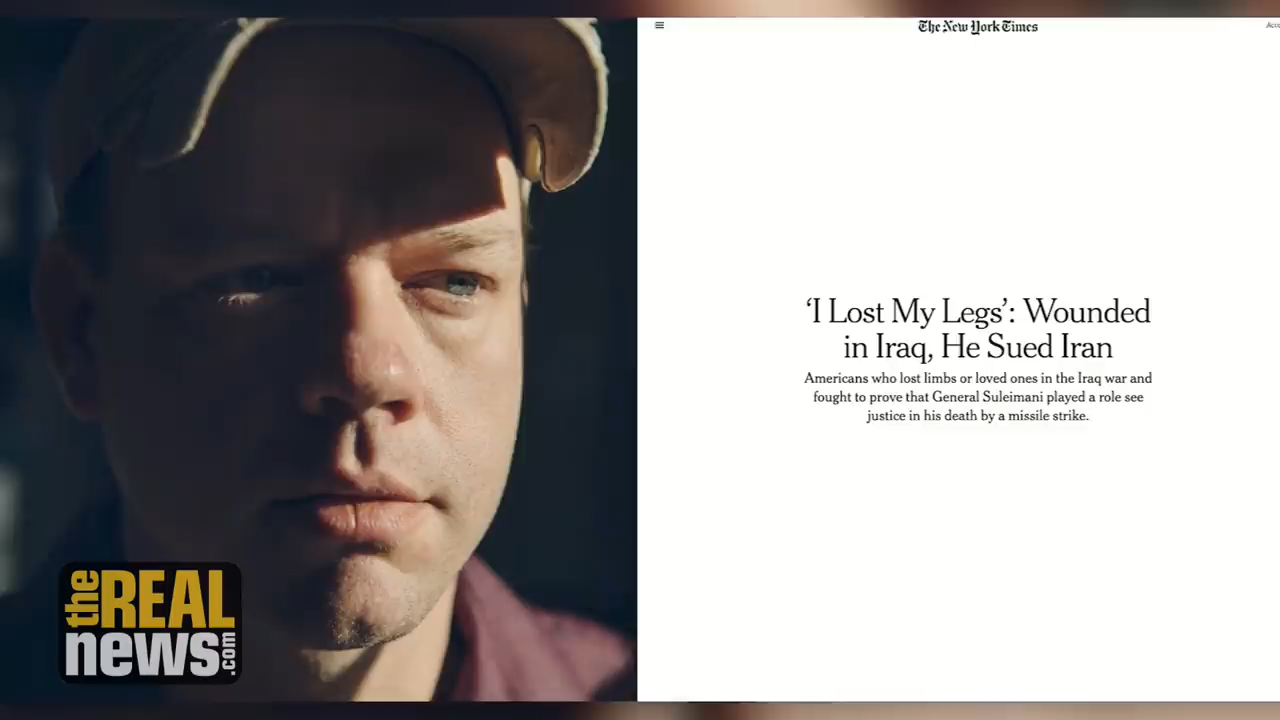 The New York Times
'I Lost My Legs': Wounded
in Iraq, He Sued Iran
Americans who lost limbs or loved ones in the Iraq war and
fought to prove that General Suleimani played a role see
justice in his death by a missile strike.
the REAL
news.com